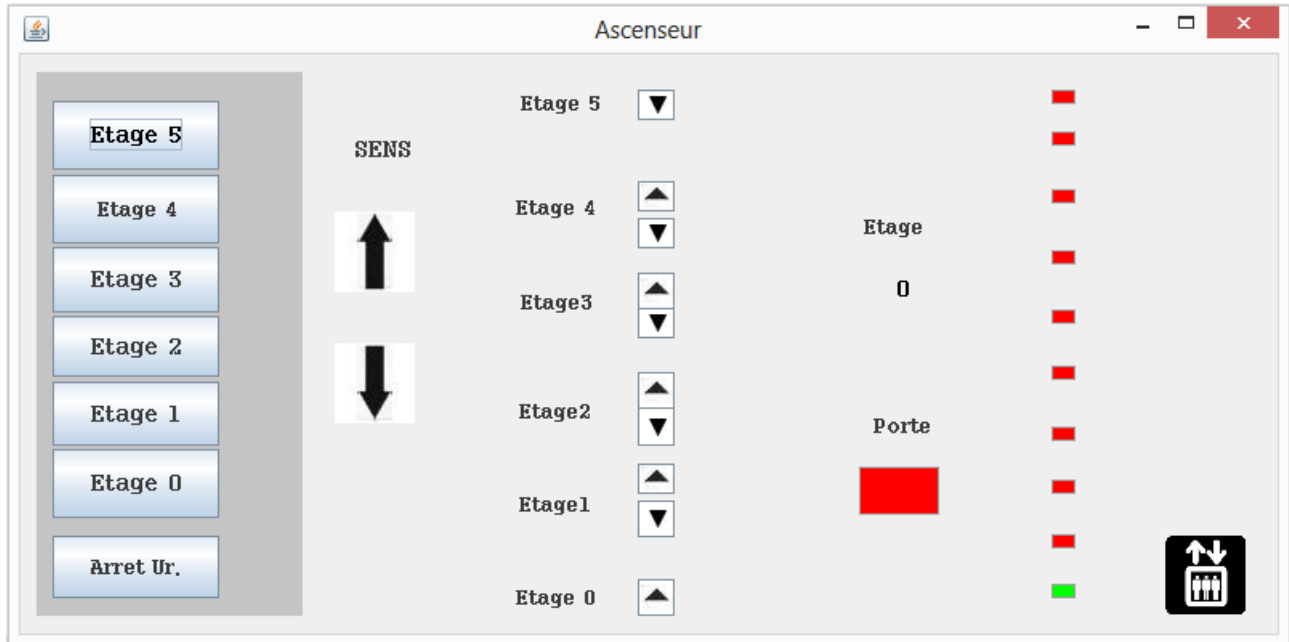 Ascenseur
Etage 5
Etage 4
Etage 3
Etage 2
Etage 1
Etage 0
Arret Ur.
SENS
Etage 5
Etage 4
Etage3
Etage2
Etage1
Etage 0
Etage
0
Porte